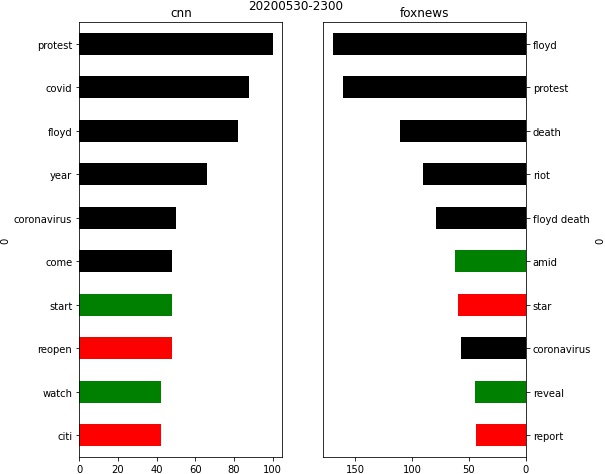 20200530-2300
cnn
foxnews
protest
covid
floyd
year
coronavirus
come
start
reopen
watch
citi
0
0 20 40 60 80 100
floyd
protest
death
riot
floyd death
amid
star
coronavirus
reveal
report
0
150 100 50 0